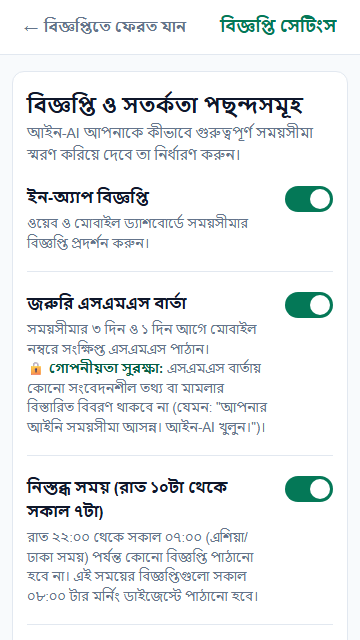 ← বিজ্ঞপ্তিতে ফেরত যান
বিজ্ঞপ্তি সেটিংস
বিজ্ঞপ্তি ও সতর্কতা পছন্দসমূহ
আইন-AI আপনাকে কীভাবে গুরুত্বপূর্ণ সময়সীমা
স্মরণ করিয়ে দেবে তা নির্ধারণ করুন।
ইন-অ্যাপ বিজ্ঞপ্তি
ওয়েব ও মোবাইল ড্যাশবোর্ডে সময়সীমার
বিজ্ঞপ্তি প্রদর্শন করুন।
জরুরি এসএমএস বার্তা
সময়সীমার ৩ দিন ও ১ দিন আগে মোবাইল
নম্বরে সংক্ষিপ্ত এসএমএস পাঠান।
🔒 গোপনীয়তা সুরক্ষা: এসএমএস বার্তায়
কোনো সংবেদনশীল তথ্য বা মামলার
বিস্তারিত বিবরণ থাকবে না (যেমন: "আপনার
আইনি সময়সীমা আসন্ন। আইন-AI খুলুন।")।
নিস্তব্ধ সময় (রাত ১০টা থেকে
সকাল ৭টা)
রাত ২২:০০ থেকে সকাল ০৭:০০ (এশিয়া/
ঢাকা সময়) পর্যন্ত কোনো বিজ্ঞপ্তি পাঠানো
হবে না। এই সময়ের বিজ্ঞপ্তিগুলো সকাল
০৮:০০ টার মর্নিং ডাইজেস্টে পাঠানো হবে।